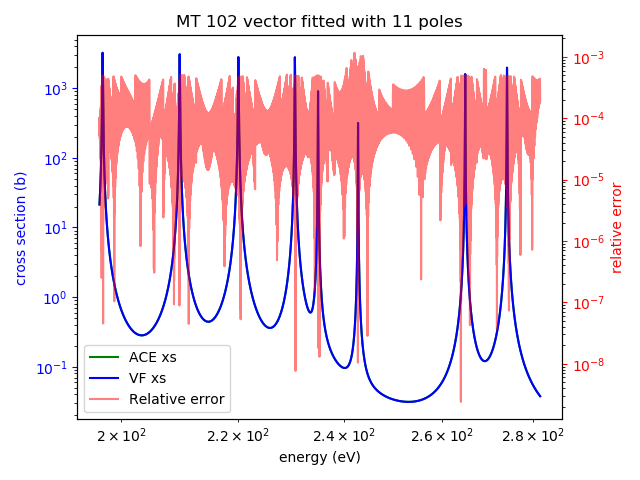 MT 102 vector fitted with 11 poles
cross section (b)
10³
10²
10¹
10⁰
10⁻¹
10⁻³
10⁻⁴
10⁻⁵
10⁻⁶
10⁻⁷
10⁻⁸
relative error
ACE xs
VF xs
Relative error
2 × 10² 2.2 × 10² 2.4 × 10² 2.6 × 10² 2.8 × 10²
energy (eV)